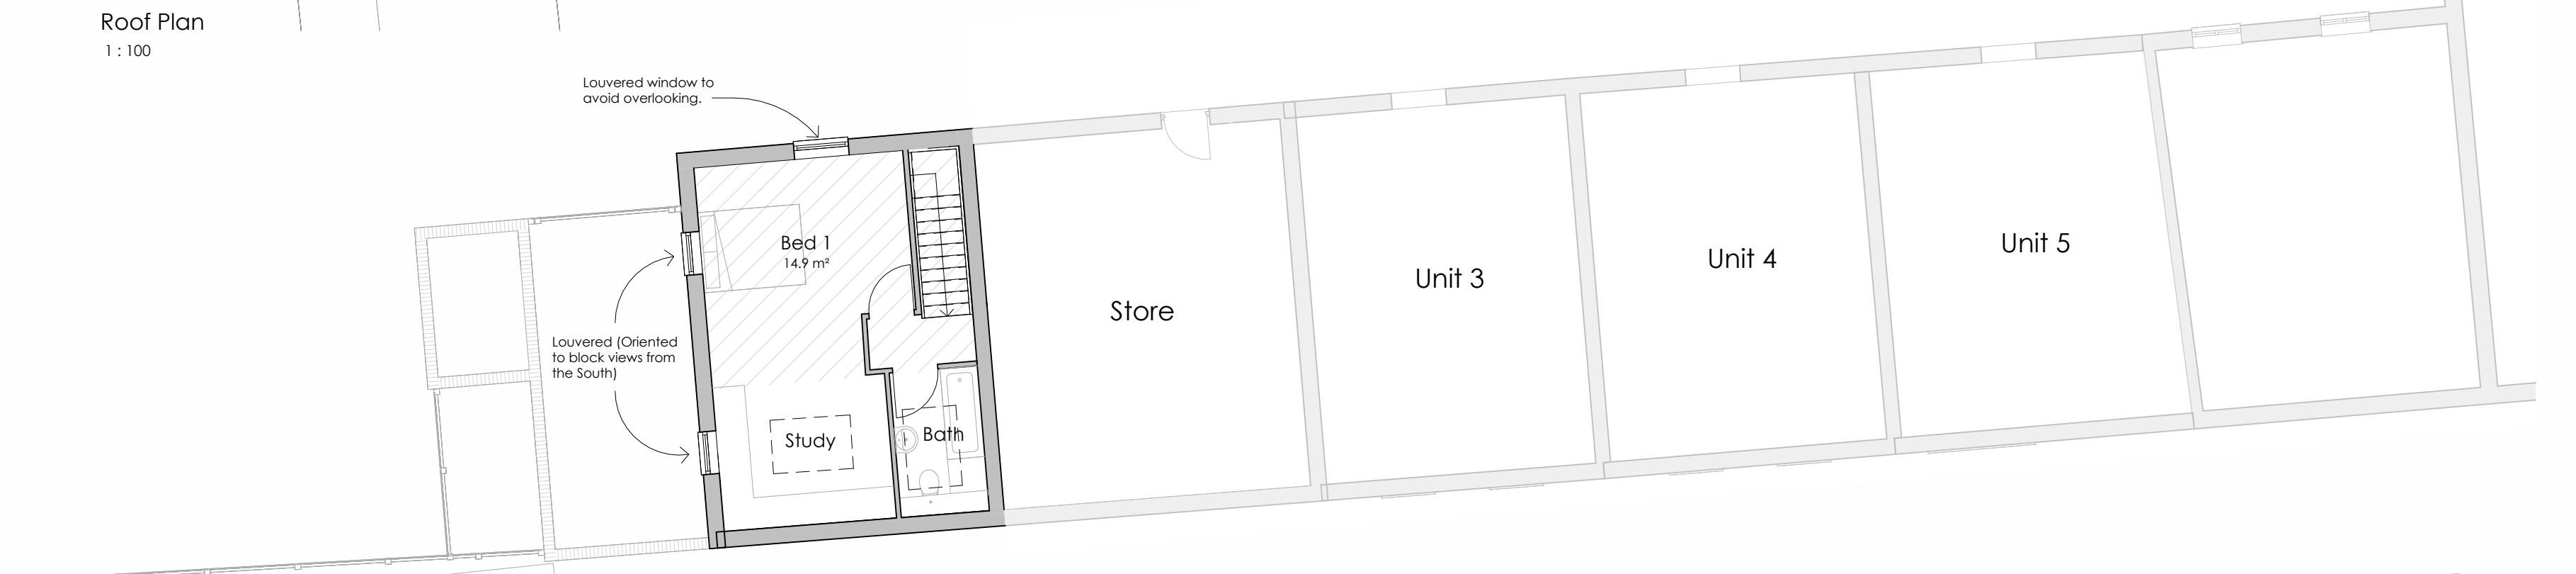 Roof Plan
1 : 100
Louvered window to
avoid overlooking.
Bed 1
14.9 m²
Louvered (Oriented
to block views from
the South)
Study
Bath
Store
Unit 3
Unit 4
Unit 5